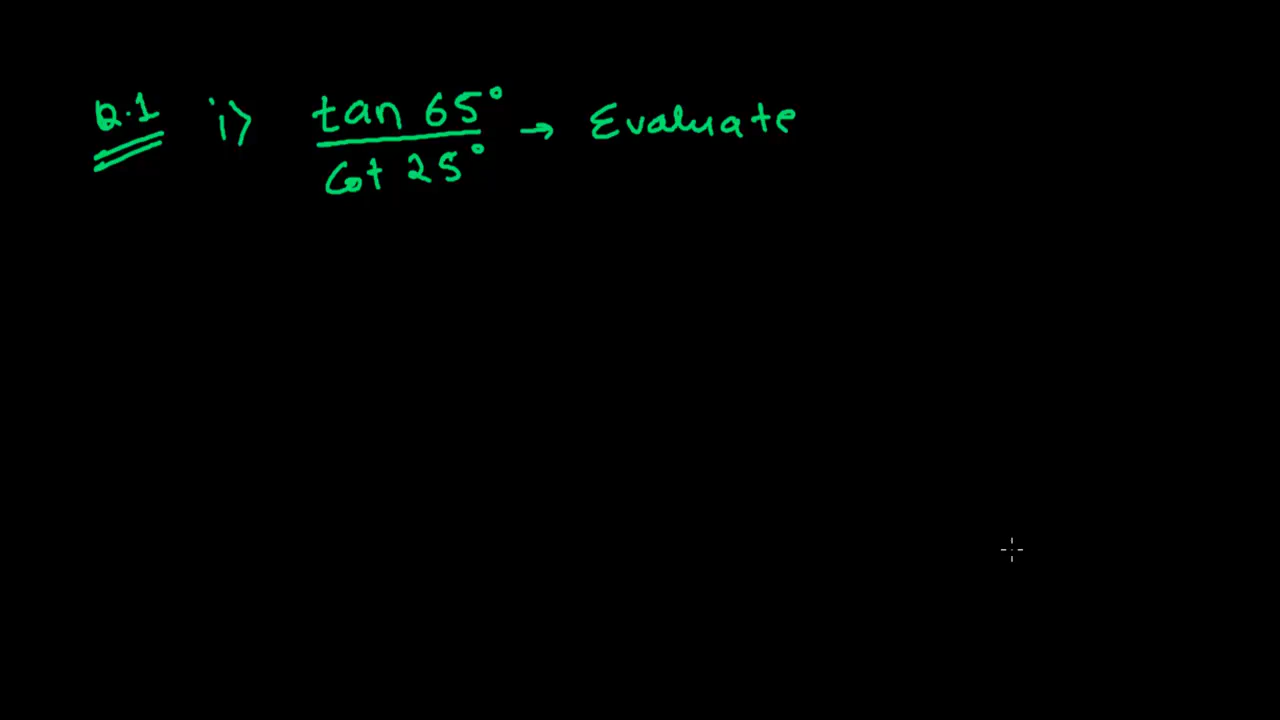 Q.1 i) tan 65° / Cot 25° → Evaluate